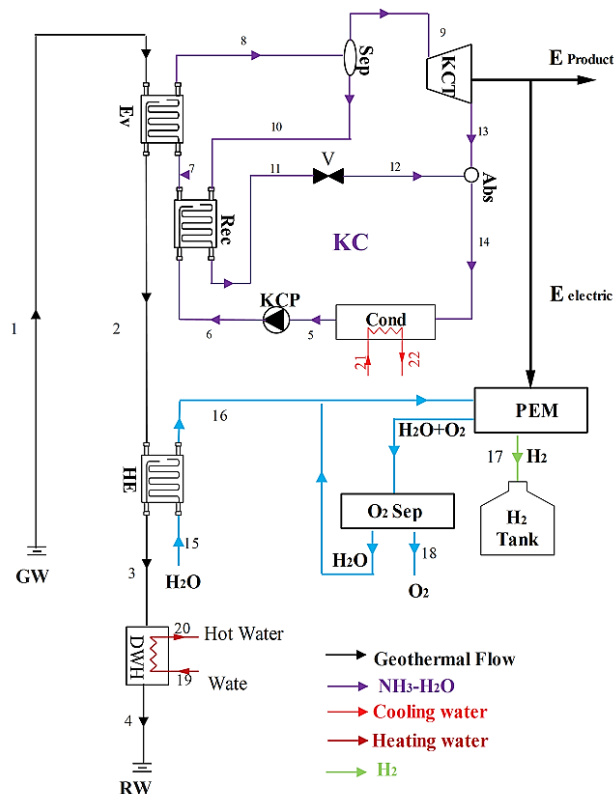 8
Sep
9
KCT
E Product
Ev
10
13
7
11
V
12
Abs
Rec
KC
14
1
2
KCP
E electric
6
5
Cond
21
22
16
PEM
H2O+O2
17
H2
HE
O2 Sep
H2
Tank
15
H2O
H2O
18
O2
3
GW
20
Hot Water
DWH
19
Wate
4
RW
Geothermal Flow
NH3-H2O
Cooling water
Heating water
H2